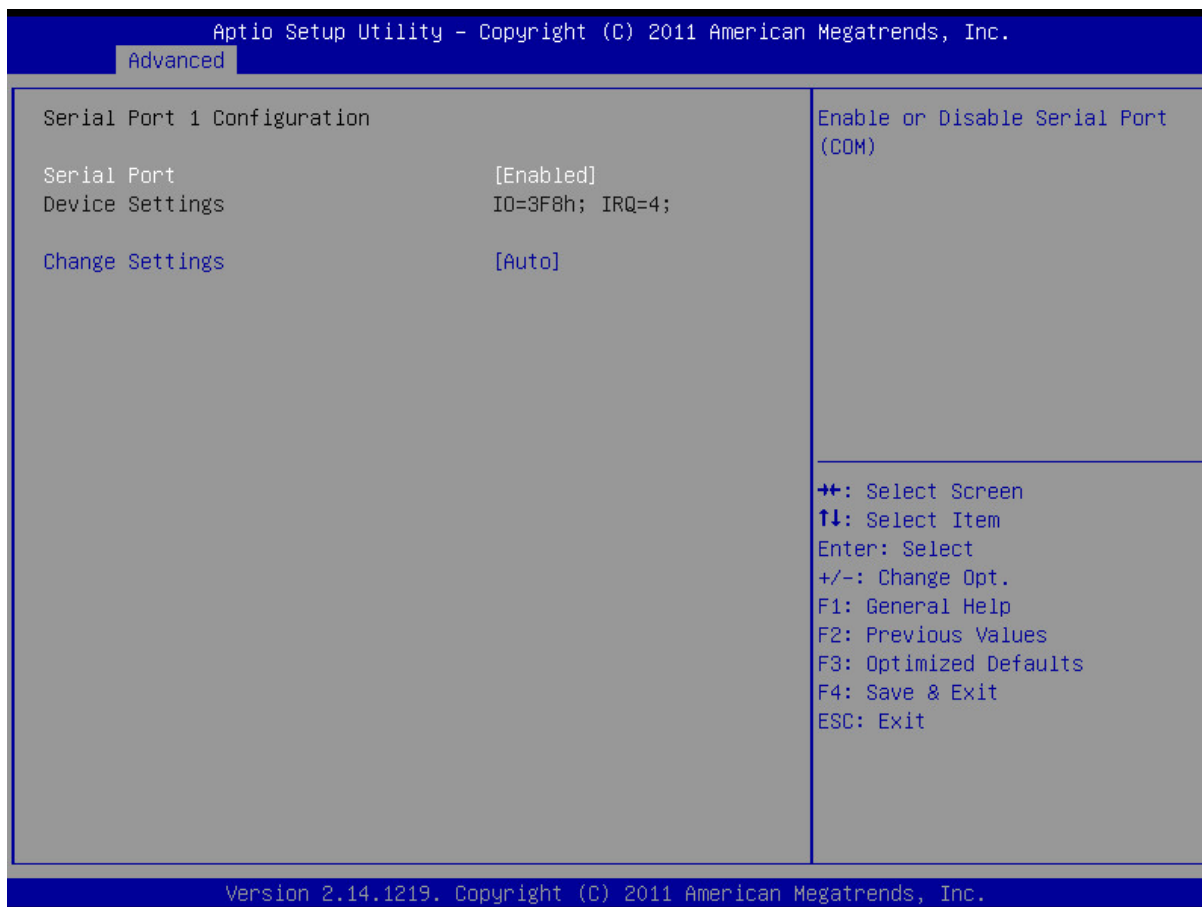 Aptio Setup Utility – Copyright (C) 2011 American Megatrends, Inc.
Advanced
Serial Port 1 Configuration
Serial Port [Enabled]
Device Settings IO=3F8h; IRQ=4;
Change Settings [Auto]
Enable or Disable Serial Port
(COM)
→←: Select Screen
↑↓: Select Item
Enter: Select
+/-: Change Opt.
F1: General Help
F2: Previous Values
F3: Optimized Defaults
F4: Save & Exit
ESC: Exit
Version 2.14.1219. Copyright (C) 2011 American Megatrends, Inc.